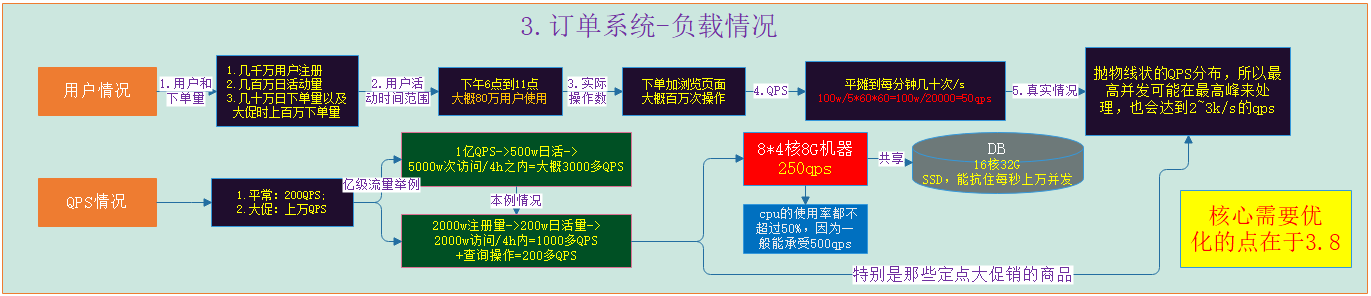 3.订单系统-负载情况
用户情况
1.用户和
下单量
1.几千万用户注册
2.几百万日活动量
3.几十万日下单量以及
大促时上百万下单量
2.用户活
动时间范围
下午6点到11点
大概80万用户使用
3.实际
操作数
下单加浏览页面
大概百万次操作
4.QPS
平摊到每分钟几十次/s
100w/5*60*60=100w/20000=50qps
5.真实情况
抛物线状的QPS分布，所以最
高并发可能在最高峰来处
理，也会达到2~3k/s的qps
QPS情况
1.平常：200QPS;
2.大促：上万QPS
亿级流量举例
1亿QPS->500w日活->
5000w次访问/4h之内=大概3000多QPS
本例情况
2000w注册量->200w日活量->
2000w访问/4h内=1000多QPS
+查询操作=200多QPS
8*4核8G机器
250qps
共享
DB
16核32G
SSD，能抗住每秒上万并发
cpu的使用率都不
超过50%，因为一
般能承受500qps
特别是那些定点大促销的商品
核心需要优
化的点在于3.8